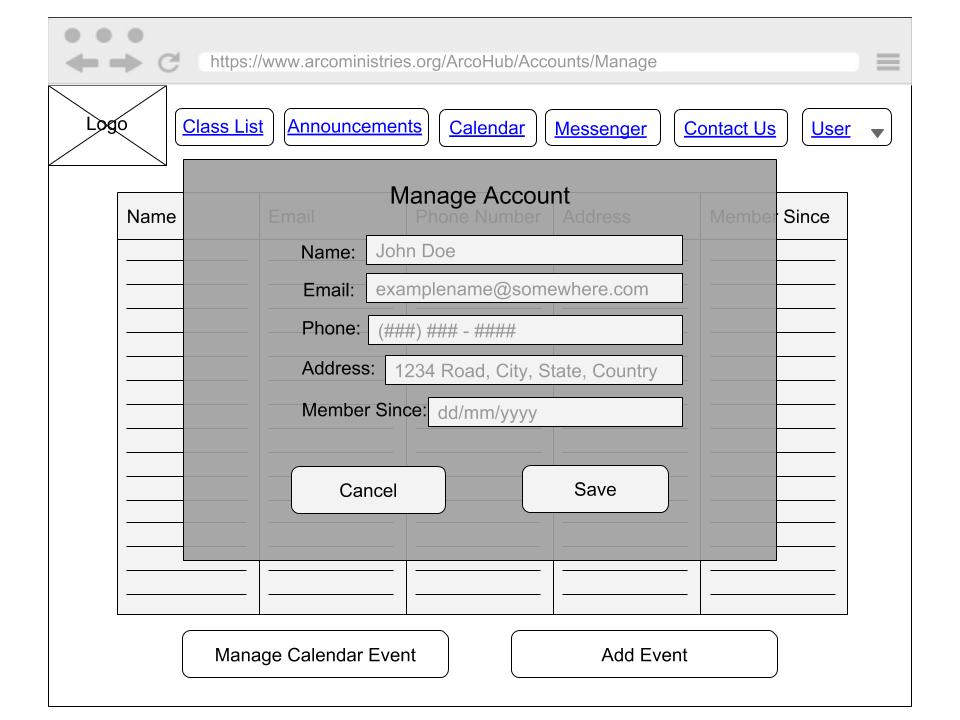 https://www.arcoministries.org/ArcoHub/Accounts/Manage
Logo
Class List Announcements Calendar Messenger Contact Us User
Manage Account
Name Email Phone Number Address Member Since
Name: John Doe
Email: examplename@somewhere.com
Phone: (###) ### - ####
Address: 1234 Road, City, State, Country
Member Since: dd/mm/yyyy
Cancel Save
Manage Calendar Event Add Event